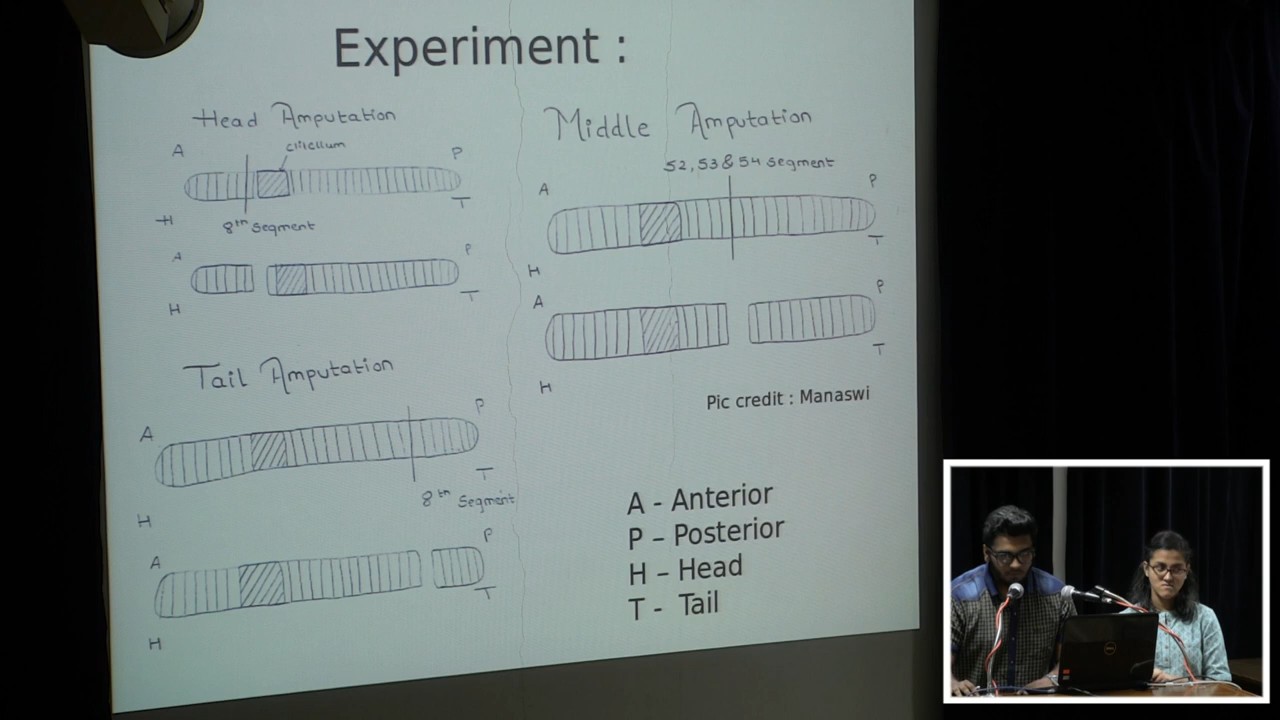 Experiment :
Head Amputation
clitellum
A
P
H
T
8th Segment
A
P
H
T
Tail Amputation
A
P
H
T
8th Segment
A
P
H
T
Middle Amputation
52, 53 & 54 Segment
A
P
H
T
A
P
H
T
Pic credit : Manaswi
A - Anterior
P – Posterior
H – Head
T - Tail